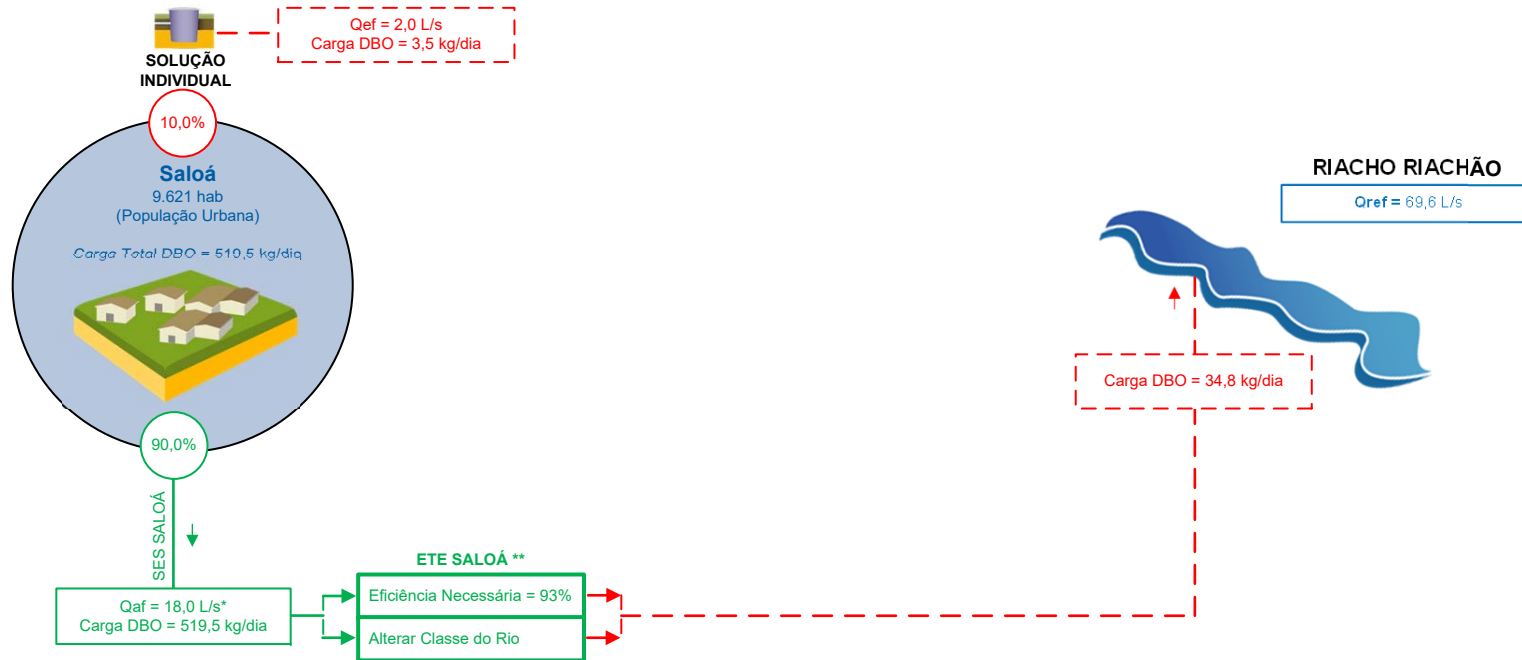 Qef = 2,0 L/s
Carga DBO = 3,5 kg/dia
SOLUÇÃO
INDIVIDUAL
10,0%
Saloá
9.621 hab
(População Urbana)
Carga Total DBO = 519,5 kg/dia
90,0%
SES SALOÁ
Qaf = 18,0 L/s*
Carga DBO = 519,5 kg/dia
ETE SALOÁ **
Eficiência Necessária = 93%
Alterar Classe do Rio
Carga DBO = 34,8 kg/dia
RIACHO RIACHÃO
Qref = 69,6 L/s